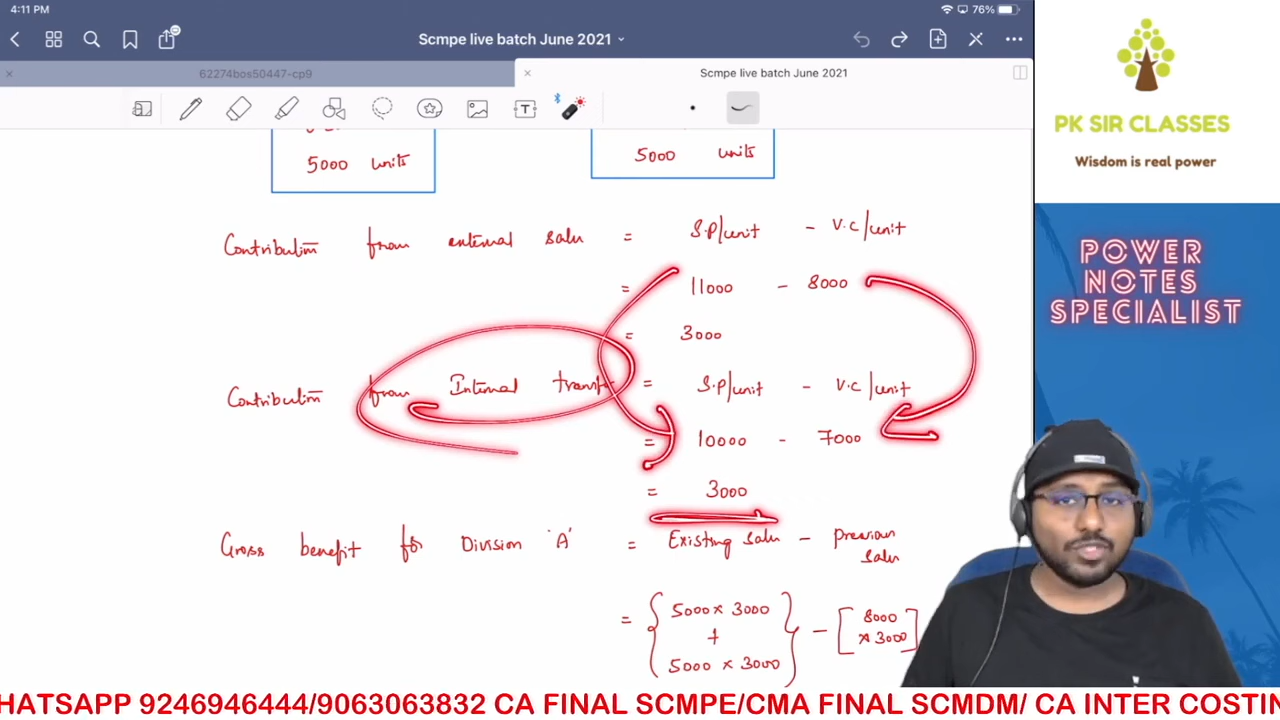 4:11 PM
76%
Scmpe live batch June 2021
62274bos50447-cp9
Scmpe live batch June 2021
T
5000 units
5000 units
Contribution from external sales = S.P/unit - V.C/unit
= 11000 - 8000
= 3000
Contribution from Internal transfer = S.P/unit - V.C/unit
= 10000 - 7000
= 3000
Gross benefit for Division 'A' = Existing sales - Previous sales
= { 5000 x 3000 + 5000 x 3000 } - [ 8000 x 3000 ]
PK SIR CLASSES
Wisdom is real power
POWER
NOTES
SPECIALIST
HATSAPP 9246946444/9063063832 CA FINAL SCMPE/CMA FINAL SCMDM/ CA INTER COSTIN